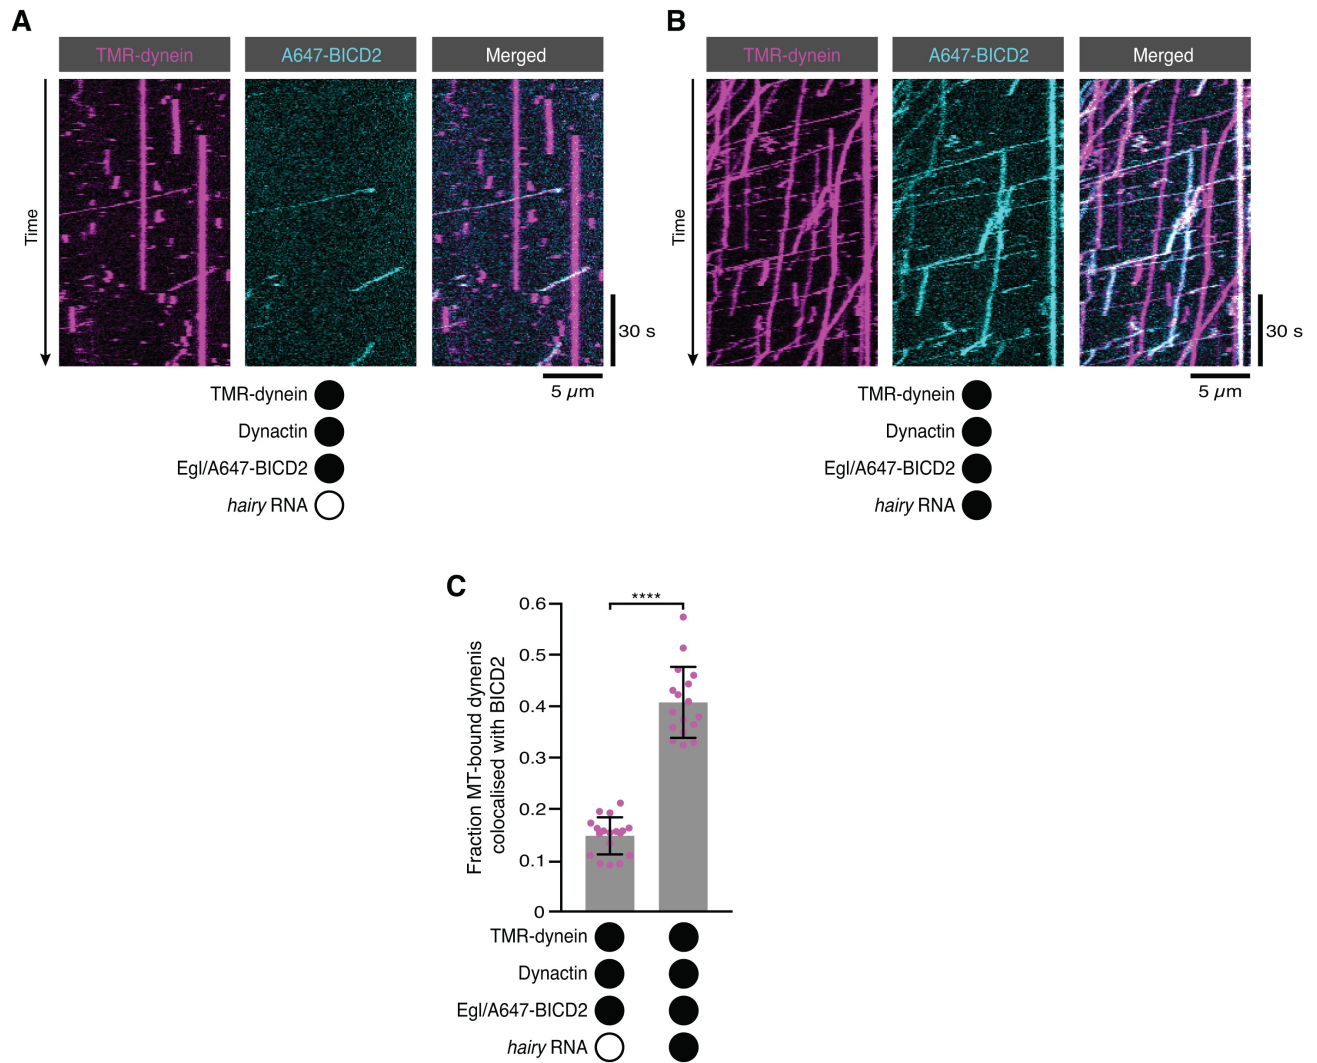 A
TMR-dynein
A647-BICD2
Merged
Time
30 s
5 µm
TMR-dynein
Dynactin
Egl/A647-BICD2
hairy RNA
B
TMR-dynein
A647-BICD2
Merged
Time
30 s
5 µm
TMR-dynein
Dynactin
Egl/A647-BICD2
hairy RNA
C
Fraction MT-bound dynenis
colocalised with BICD2
****
0.6
0.5
0.4
0.3
0.2
0.1
0
TMR-dynein
Dynactin
Egl/A647-BICD2
hairy RNA